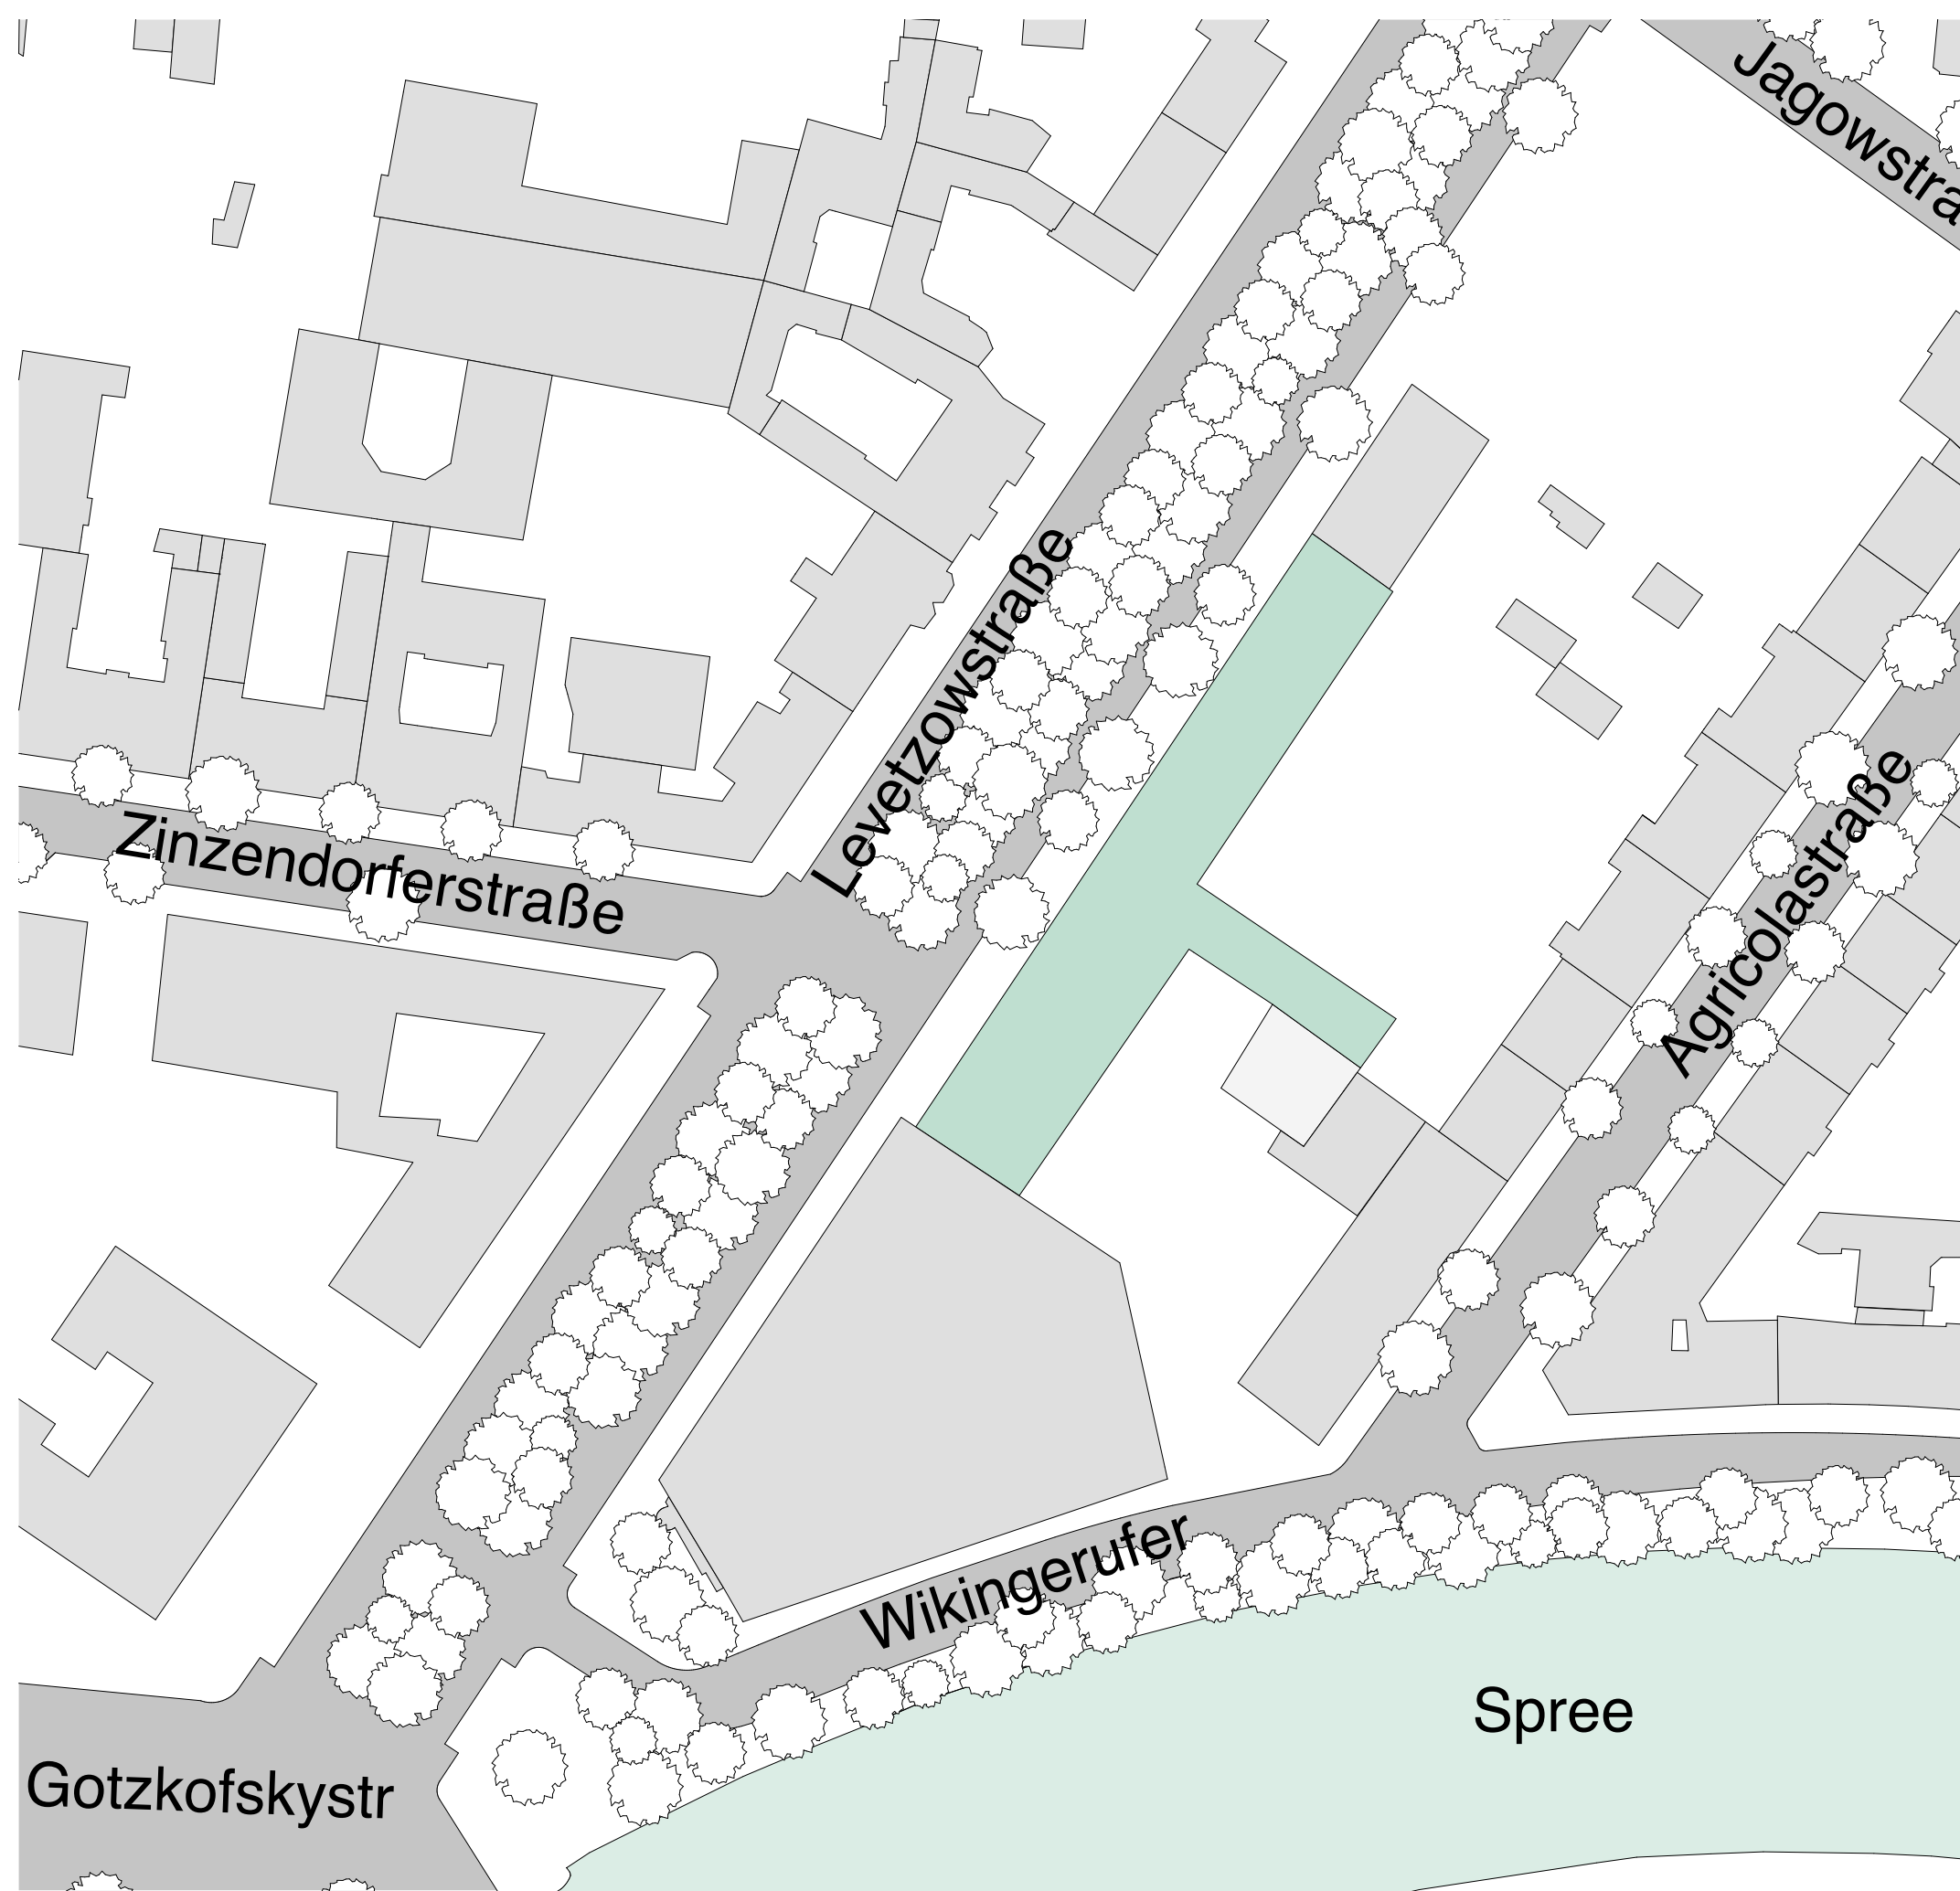 Jagowstra
Levetzowstraße
Zinzendorferstraße
Agricolastraße
Wikingerufer
Spree
Gotzkofskystr